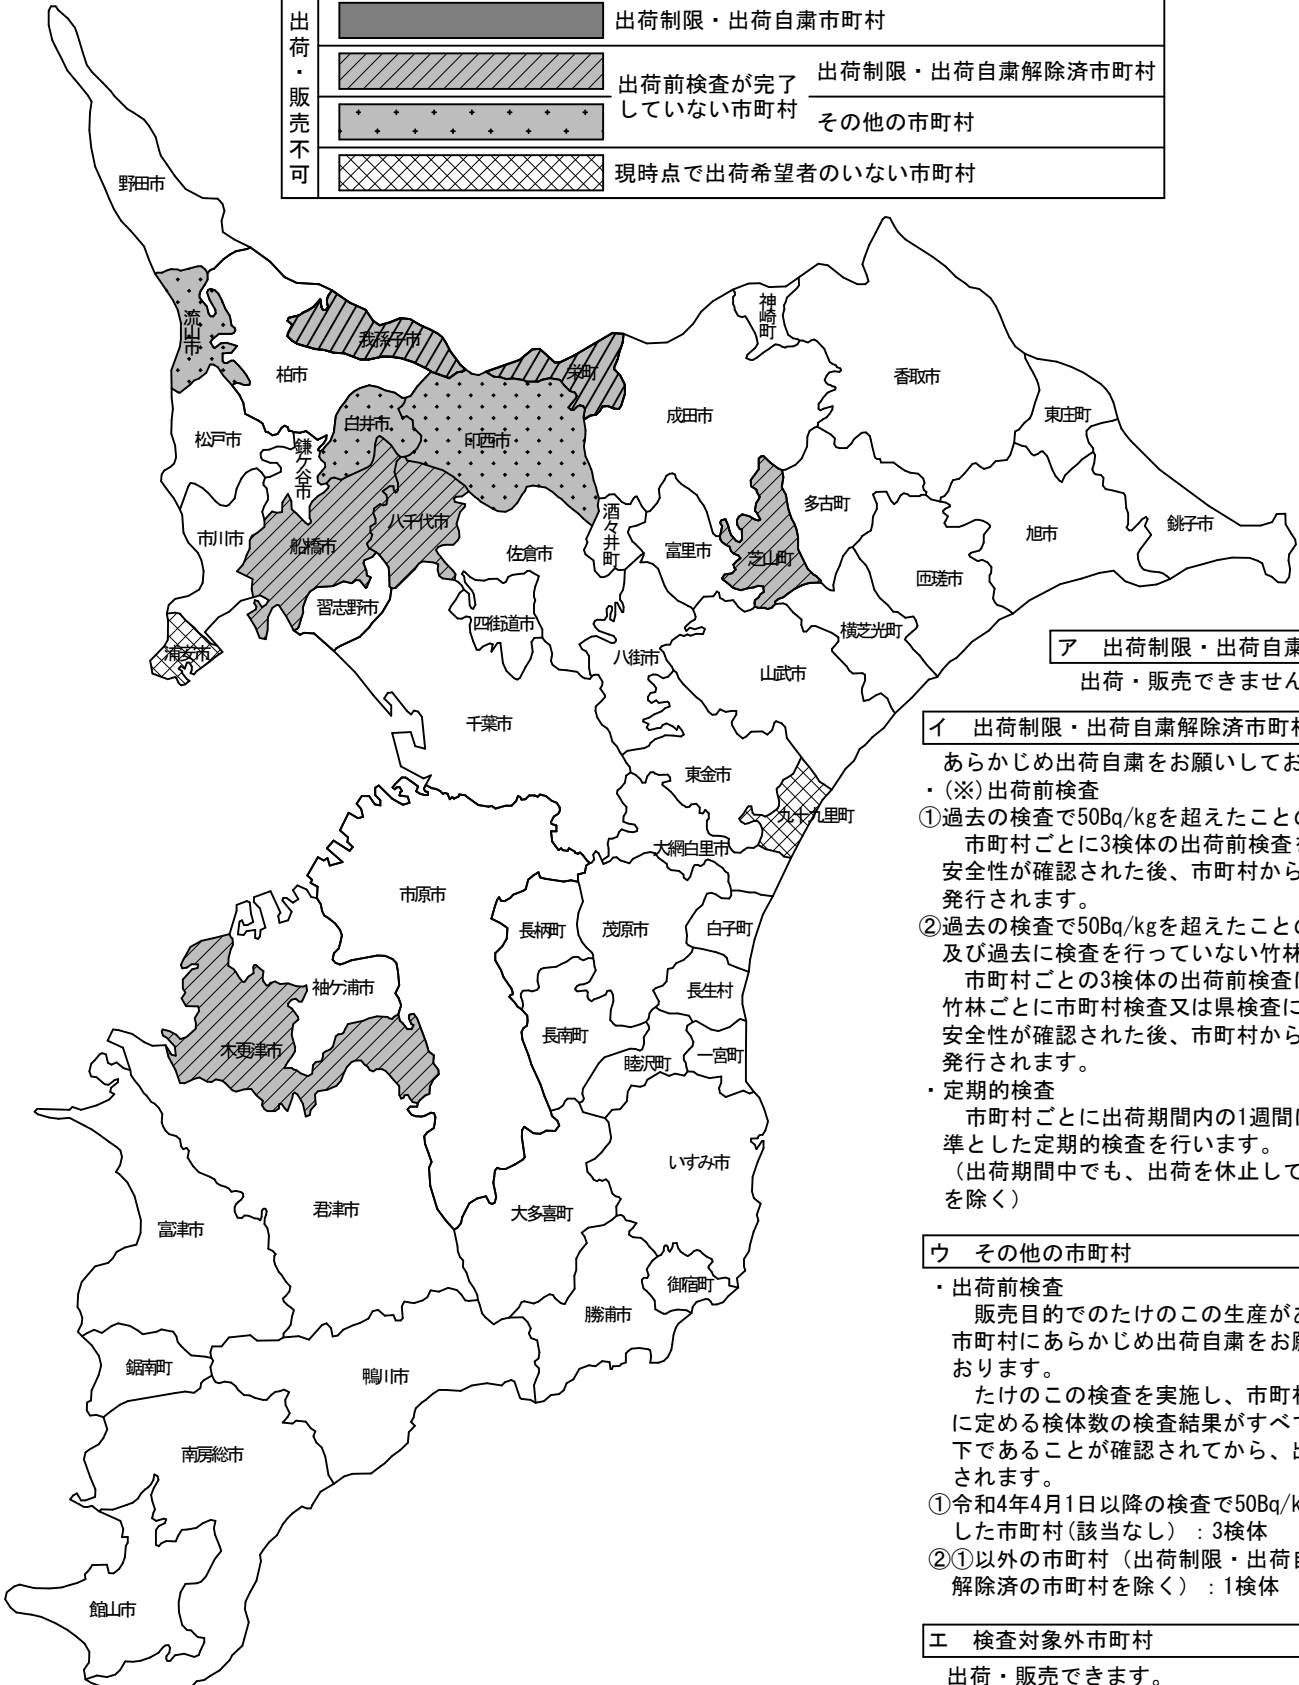 出荷・販売不可
出荷制限・出荷自粛市町村
出荷前検査が完了
していない市町村
出荷制限・出荷自粛解除済市町村
その他の市町村
現時点で出荷希望者のいない市町村
野田市
流山市
我孫子市
柏市
栄町
神崎町
香取市
成田市
東庄町
松戸市
鎌ケ谷市
白井市
印西市
多古町
市川市
船橋市
八千代市
佐倉市
酒々井町
富里市
芝山町
旭市
銚子市
匝瑳市
習志野市
四街道市
横芝光町
浦安市
八街市
山武市
千葉市
東金市
九十九里町
大網白里市
市原市
長柄町
茂原市
白子町
袖ケ浦市
長生村
木更津市
長南町
睦沢町
一宮町
いすみ市
君津市
大多喜町
富津市
御宿町
勝浦市
鋸南町
鴨川市
南房総市
館山市
ア 出荷制限・出荷自粛
出荷・販売できません
イ 出荷制限・出荷自粛解除済市町村
あらかじめ出荷自粛をお願いしてお
・(※)出荷前検査
①過去の検査で50Bq/kgを超えたことの
市町村ごとに3検体の出荷前検査を
安全性が確認された後、市町村から
発行されます。
②過去の検査で50Bq/kgを超えたことの
及び過去に検査を行っていない竹林
市町村ごとの3検体の出荷前検査に
竹林ごとに市町村検査又は県検査に
安全性が確認された後、市町村から
発行されます。
・定期的検査
市町村ごとに出荷期間内の1週間に
準とした定期的検査を行います。
（出荷期間中でも、出荷を休止して
を除く）
ウ その他の市町村
・出荷前検査
販売目的でのたけのこの生産があ
市町村にあらかじめ出荷自粛をお願
おります。
たけのこの検査を実施し、市町村
に定める検体数の検査結果がすべて
下であることが確認されてから、出
されます。
①令和4年4月1日以降の検査で50Bq/k
した市町村(該当なし）：3検体
②①以外の市町村（出荷制限・出荷自
解除済の市町村を除く）：1検体
エ 検査対象外市町村
出荷・販売できます。